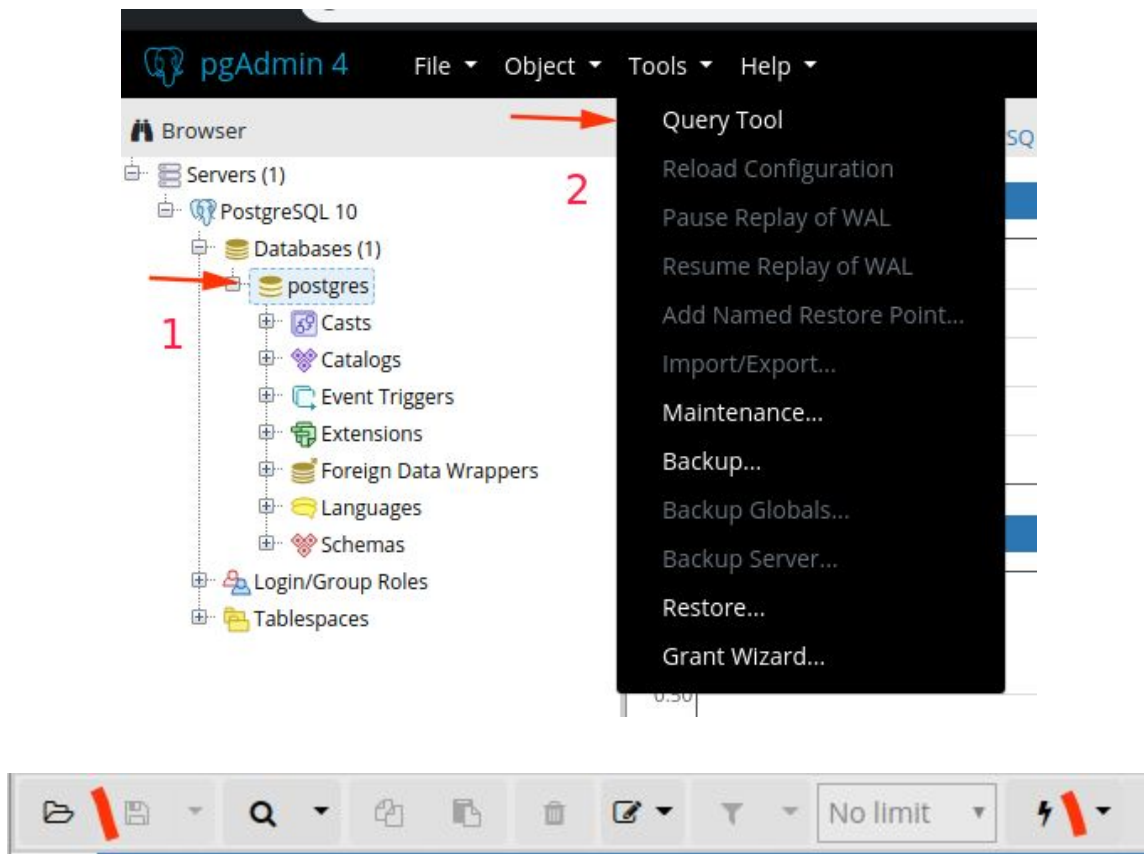 pgAdmin 4 File Object Tools Help
Browser
Servers (1)
PostgreSQL 10
Databases (1)
postgres
Casts
Catalogs
Event Triggers
Extensions
Foreign Data Wrappers
Languages
Schemas
Login/Group Roles
Tablespaces
1
2
Query Tool
Reload Configuration
Pause Replay of WAL
Resume Replay of WAL
Add Named Restore Point...
Import/Export...
Maintenance...
Backup...
Backup Globals...
Backup Server...
Restore...
Grant Wizard...
SQ
0.50
No limit